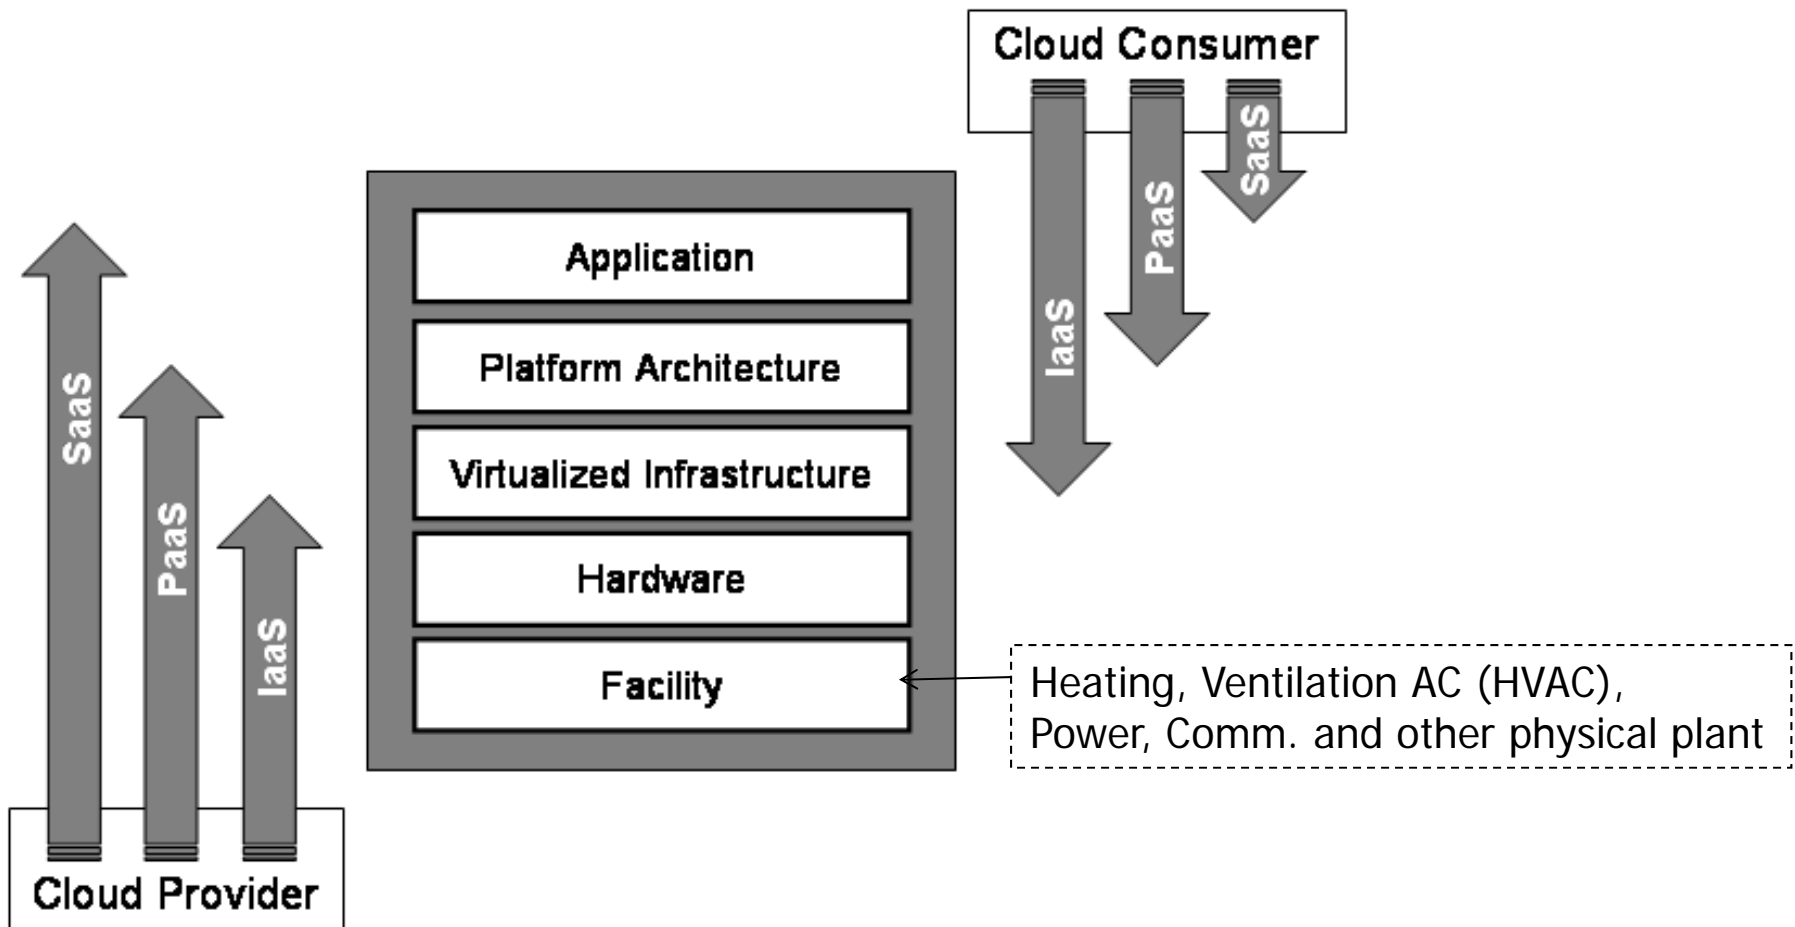 Cloud Consumer
IaaS
PaaS
SaaS
SaaS
PaaS
IaaS
Application
Platform Architecture
Virtualized Infrastructure
Hardware
Facility
Heating, Ventilation AC (HVAC),
Power, Comm. and other physical plant
Cloud Provider